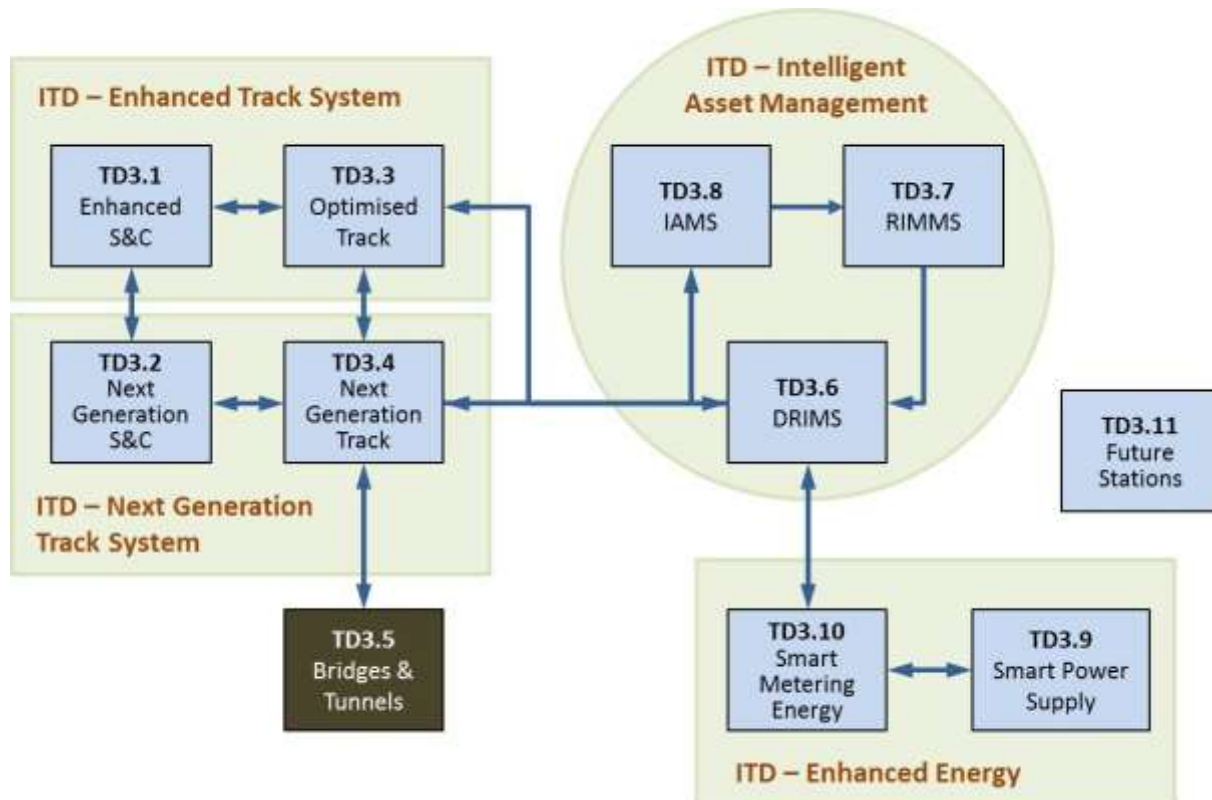 ITD – Enhanced Track System
TD3.1
Enhanced
S&C
TD3.3
Optimised
Track
ITD – Intelligent
Asset Management
TD3.8
IAMS
TD3.7
RIMMS
TD3.2
Next
Generation
S&C
TD3.4
Next
Generation
Track
TD3.6
DRIMS
ITD – Next Generation
Track System
TD3.11
Future
Stations
TD3.5
Bridges &
Tunnels
TD3.10
Smart
Metering
Energy
TD3.9
Smart Power
Supply
ITD – Enhanced Energy